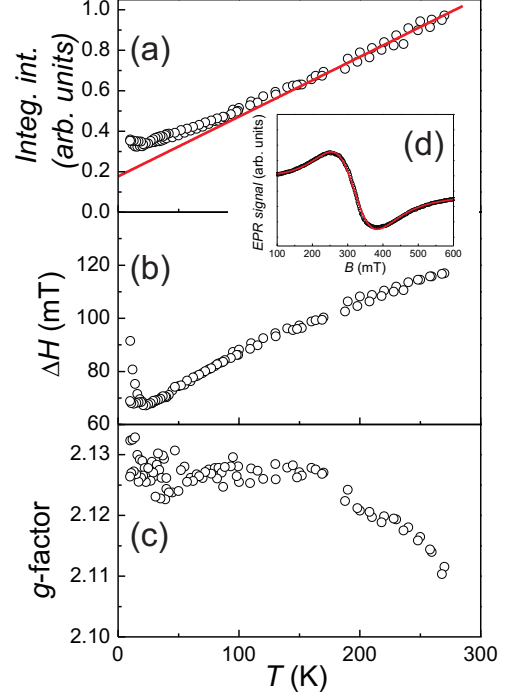 Integ. int.
(arb. units)
1.0
0.8
0.6
0.4
0.2
0.0
(a)
(d)
EPR signal (arb. units)
100 200 300 400 500 600
B (mT)
ΔH (mT)
120
100
80
60
(b)
g-factor
2.13
2.12
2.11
2.10
(c)
0 100 200 300
T (K)